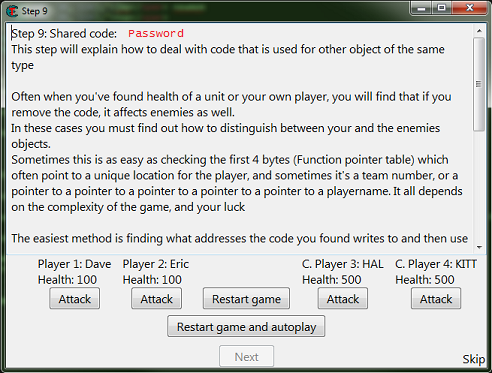 Step 9
Step 9: Shared code: Password
This step will explain how to deal with code that is used for other object of the same
type
Often when you've found health of a unit or your own player, you will find that if you
remove the code, it affects enemies as well.
In these cases you must find out how to distinguish between your and the enemies
objects.
Sometimes this is as easy as checking the first 4 bytes (Function pointer table) which
often point to a unique location for the player, and sometimes it's a team number, or a
pointer to a pointer to a pointer to a pointer to a pointer to a playername. It all depends
on the complexity of the game, and your luck
The easiest method is finding what addresses the code you found writes to and then use
Player 1: Dave Player 2: Eric C. Player 3: HAL C. Player 4: KITT
Health: 100 Health: 100 Health: 500 Health: 500
Attack Attack Restart game Attack Attack
Restart game and autoplay
Next
Skip